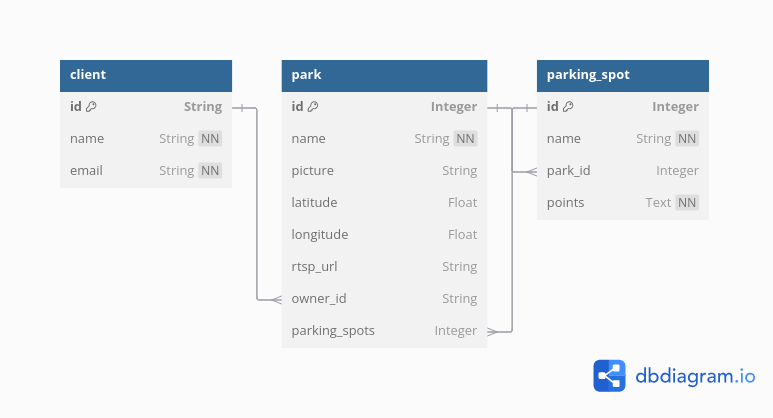 client
id String
name String NN
email String NN
park
id Integer
name String NN
picture String
latitude Float
longitude Float
rtsp_url String
owner_id String
parking_spots Integer
parking_spot
id Integer
name String NN
park_id Integer
points Text NN
dbdiagram.io